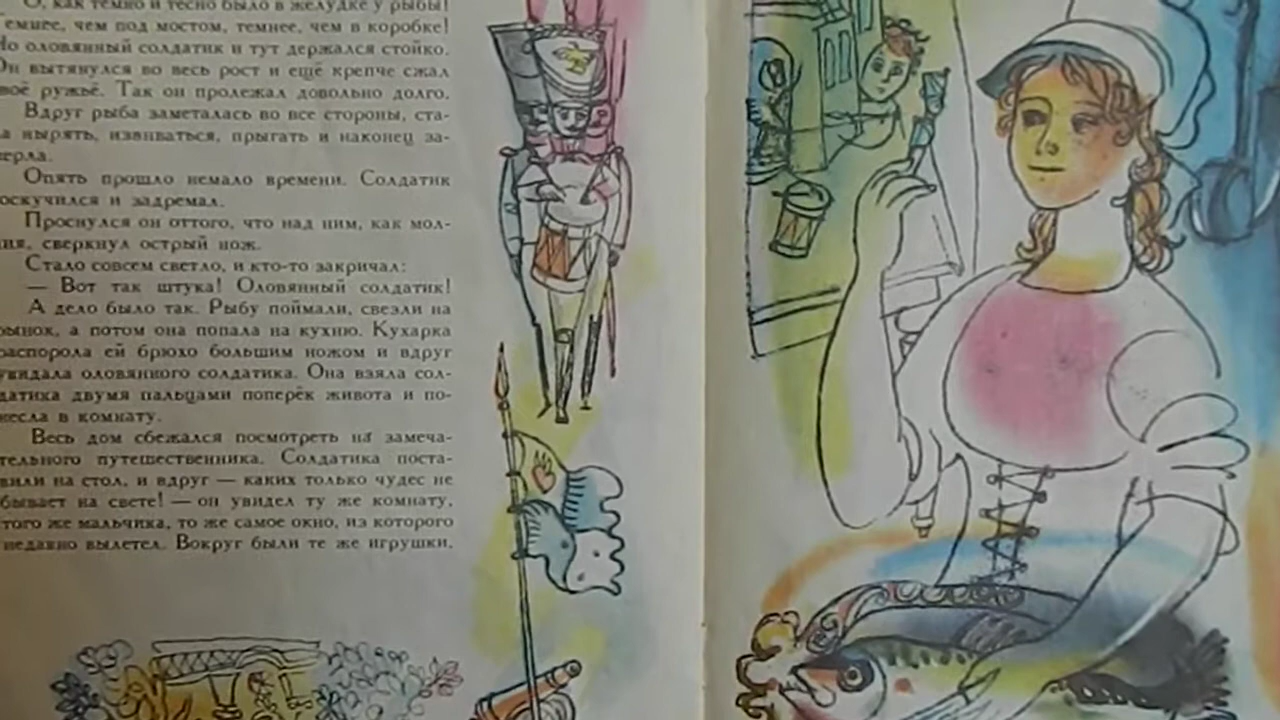 О, как темно и тесно было в желудке у рыбы!
емнее, чем под мостом, темнее, чем в коробке!
Но оловянный солдатик и тут держался стойко.
Он вытянулся во весь рост и ещё крепче сжал
воё ружьё. Так он пролежал довольно долго.
Вдруг рыба заметалась во все стороны, ста-
а нырять, извиваться, прыгать и наконец за-
ерла.
Опять прошло немало времени. Солдатик
оскучился и задремал.
Проснулся он оттого, что над ним, как мол-
ия, сверкнул острый нож.
Стало совсем светло, и кто-то закричал:
— Вот так штука! Оловянный солдатик!
А дело было так. Рыбу поймали, свезли на
рынок, а потом она попала на кухню. Кухарка
распорола ей брюхо большим ножом и вдруг
увидала оловянного солдатика. Она взяла сол-
датика двумя пальцами поперёк живота и по-
несла в комнату.
Весь дом сбежался посмотреть на замеча-
тельного путешественника. Солдатика поста-
вили на стол, и вдруг — каких только чудес не
бывает на свете! — он увидел ту же комнату,
того же мальчика, то же самое окно, из которого
недавно вылетел. Вокруг были те же игрушки,